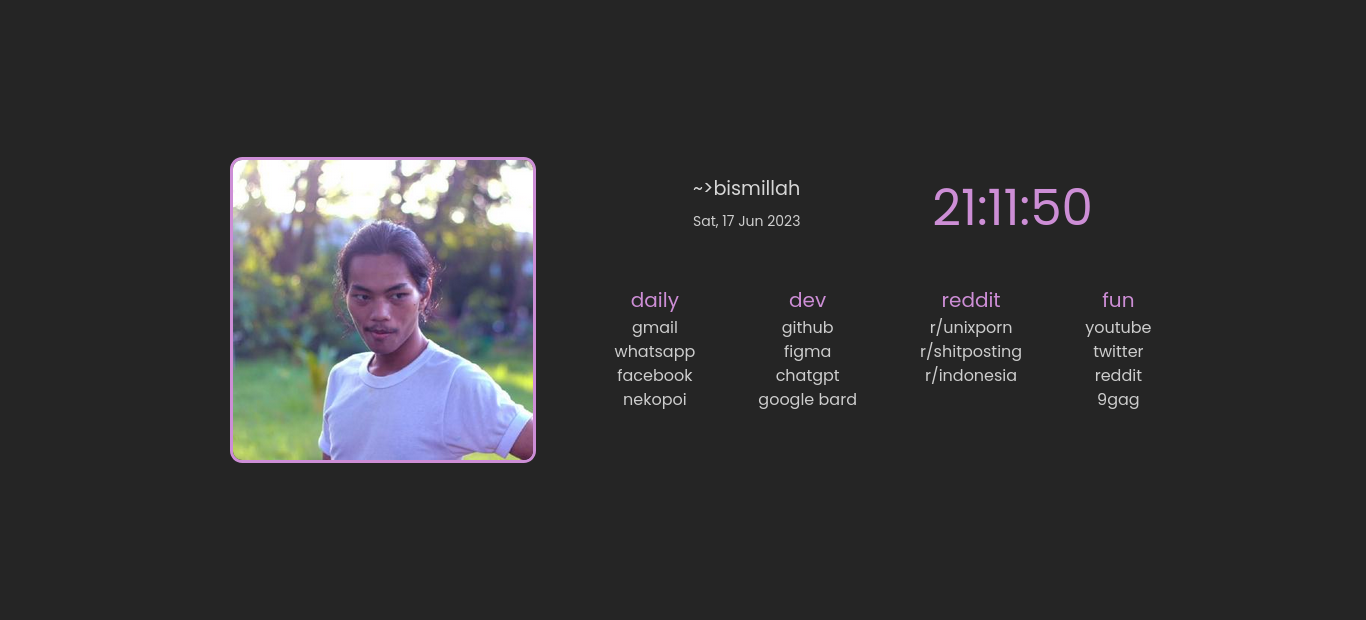 ~>bismillah
Sat, 17 Jun 2023
21:11:50
daily
gmail
whatsapp
facebook
nekopoi
dev
github
figma
chatgpt
google bard
reddit
r/unixporn
r/shitposting
r/indonesia
fun
youtube
twitter
reddit
9gag